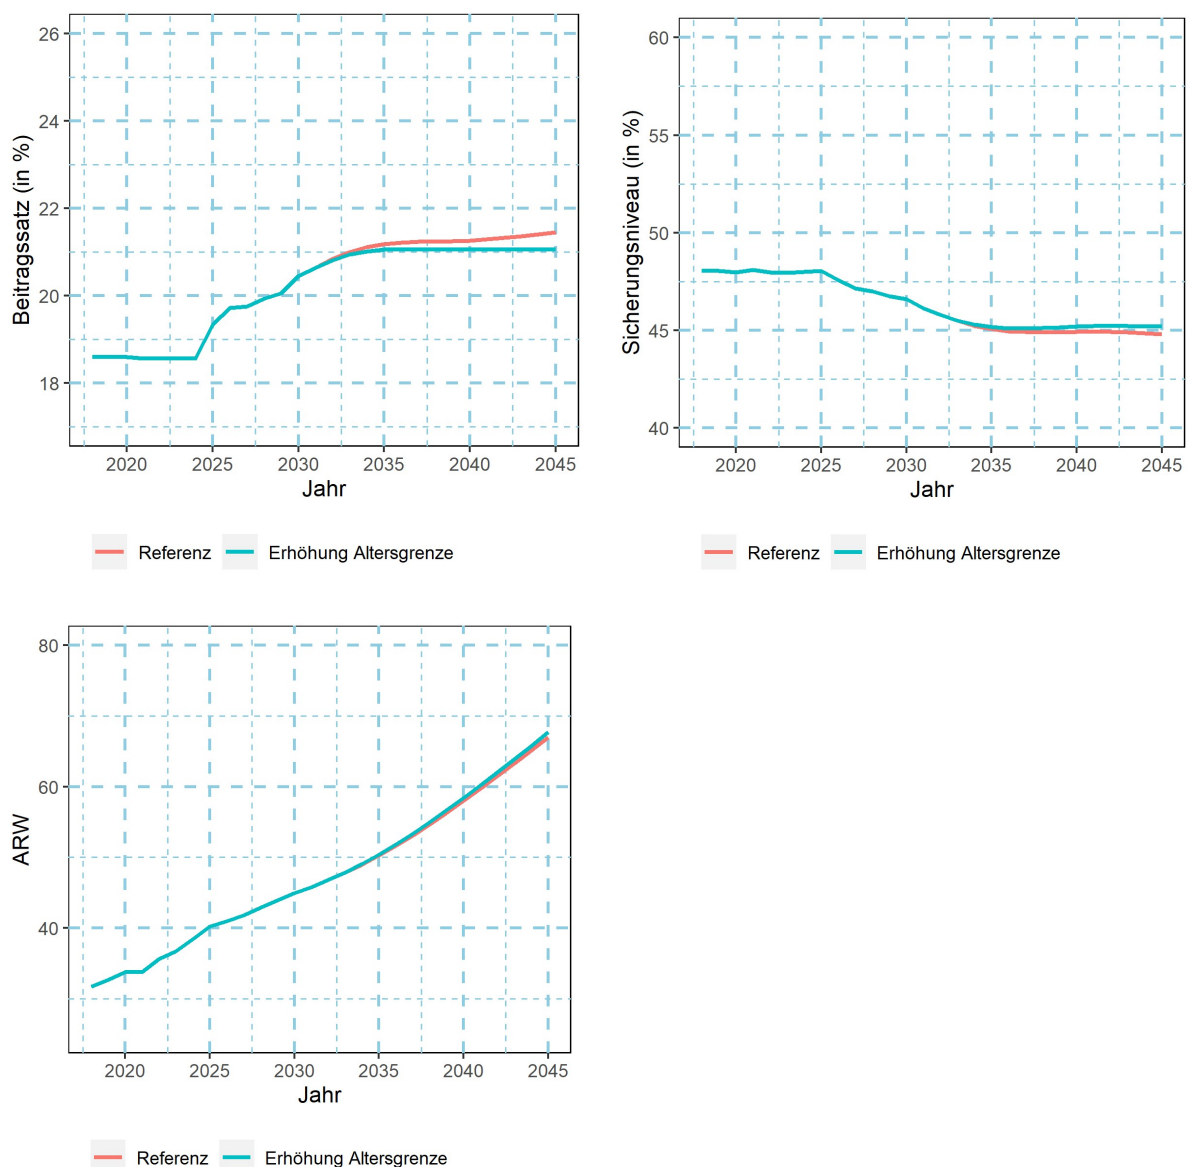 Beitragssatz (in %)
26
24
22
20
18
2020 2025 2030 2035 2040 2045
Jahr
Referenz Erhöhung Altersgrenze
Sicherungsniveau (in %)
60
55
50
45
40
2020 2025 2030 2035 2040 2045
Jahr
Referenz Erhöhung Altersgrenze
ARW
80
60
40
2020 2025 2030 2035 2040 2045
Jahr
Referenz Erhöhung Altersgrenze